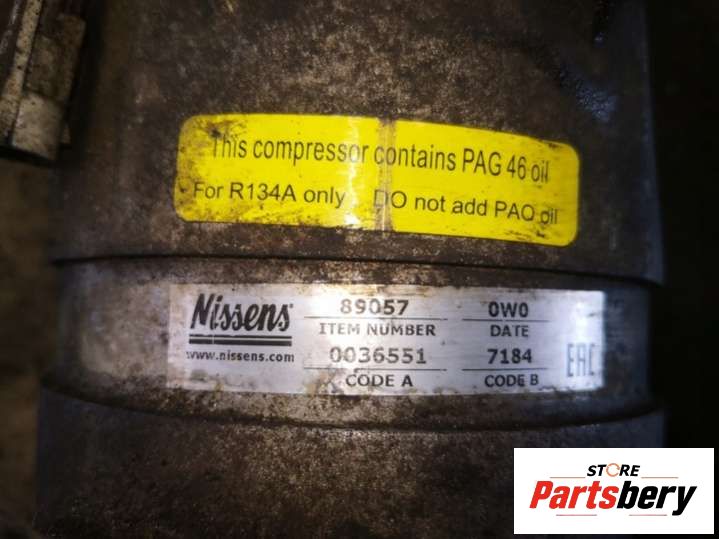 This compressor contains PAG 46 oil
For R134A only DO not add PAO oil
Nissens
www.nissens.com
89057 0W0
ITEM NUMBER DATE
0036551 7184
CODE A CODE B
EAC
STORE
Partsbery